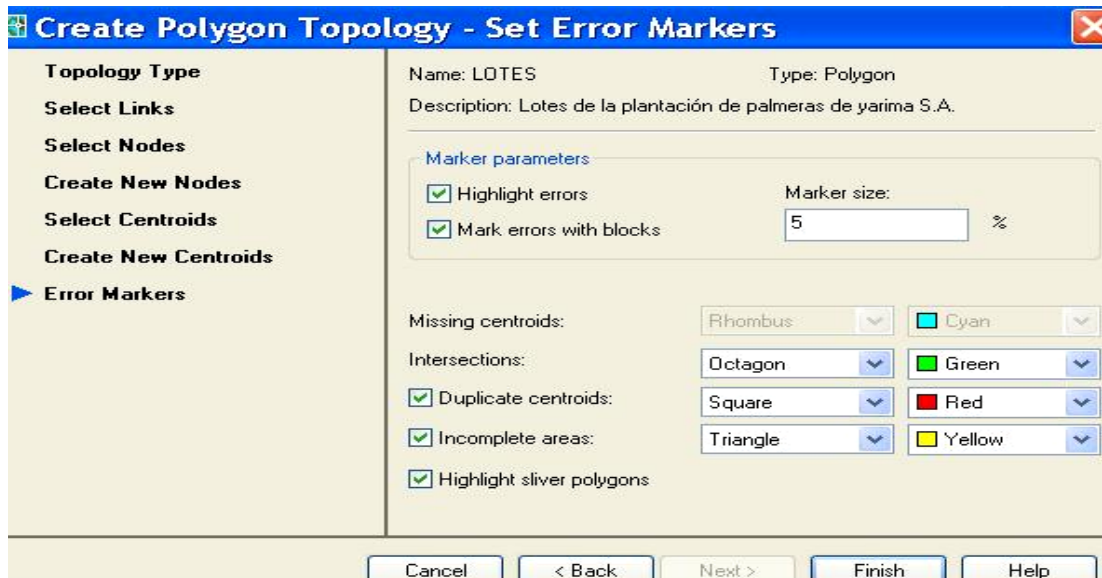 Create Polygon Topology - Set Error Markers
Topology Type
Select Links
Select Nodes
Create New Nodes
Select Centroids
Create New Centroids
Error Markers
Name: LOTES Type: Polygon
Description: Lotes de la plantación de palmeras de yarima S.A.
Marker parameters
Highlight errors Marker size:
Mark errors with blocks 5 %
Missing centroids: Rhombus Cyan
Intersections: Octagon Green
Duplicate centroids: Square Red
Incomplete areas: Triangle Yellow
Highlight sliver polygons
Cancel < Back Next > Finish Help